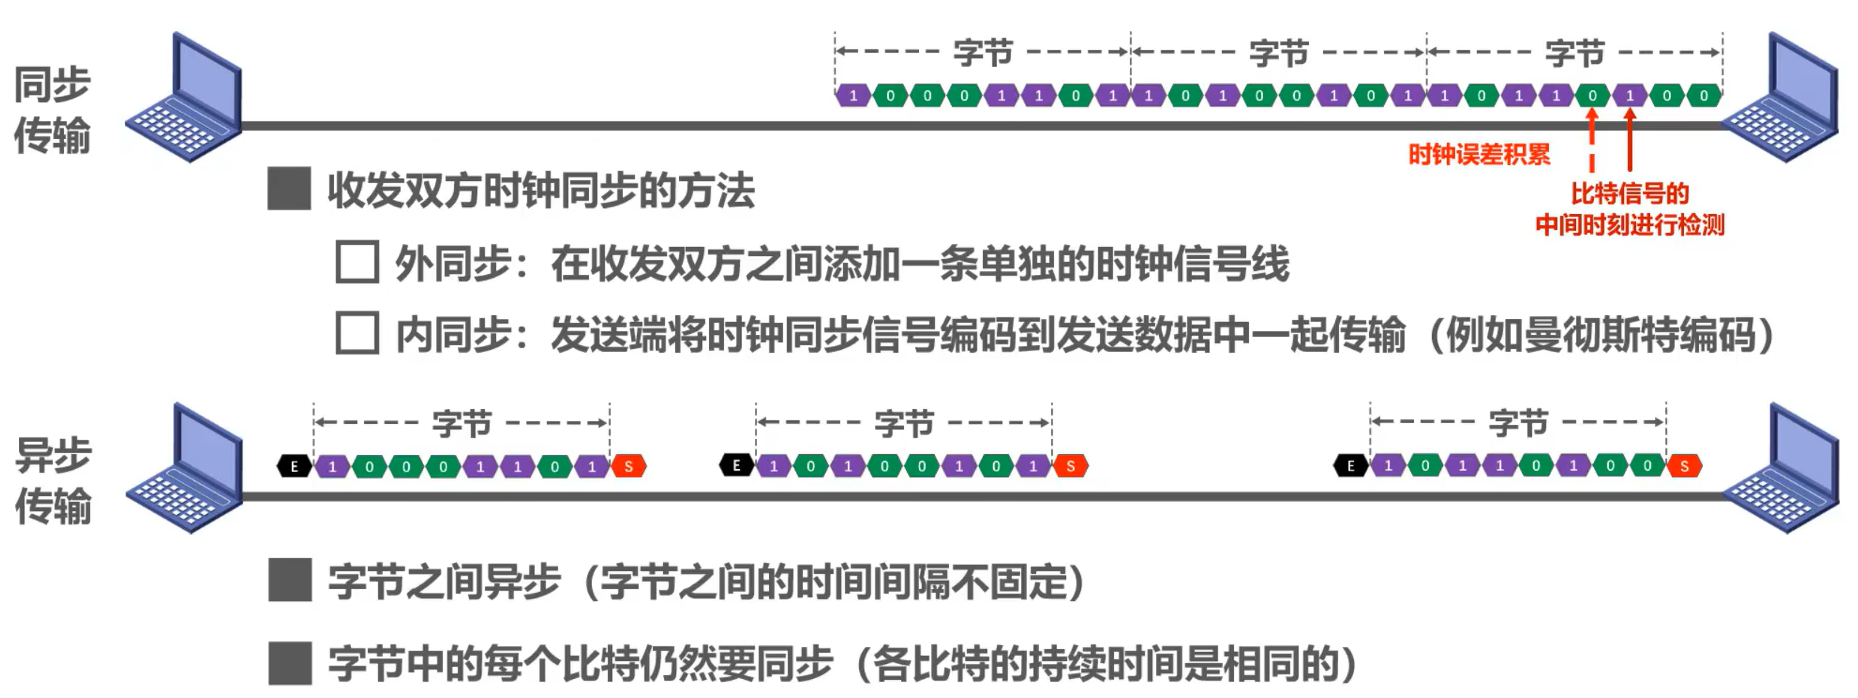 同步
传输
字节 字节 字节
1 0 0 0 1 1 0 1 1 0 1 0 0 1 0 1 1 0 1 1 0 1 0 0
时钟误差积累
比特信号的
中间时刻进行检测
收发双方时钟同步的方法
外同步：在收发双方之间添加一条单独的时钟信号线
内同步：发送端将时钟同步信号编码到发送数据中一起传输（例如曼彻斯特编码）
异步
传输
字节 字节 字节
E 1 0 0 0 1 1 0 1 S E 1 0 1 0 0 1 0 1 S E 1 0 1 1 0 1 0 0 S
字节之间异步（字节之间的时间间隔不固定）
字节中的每个比特仍然要同步（各比特的持续时间是相同的）